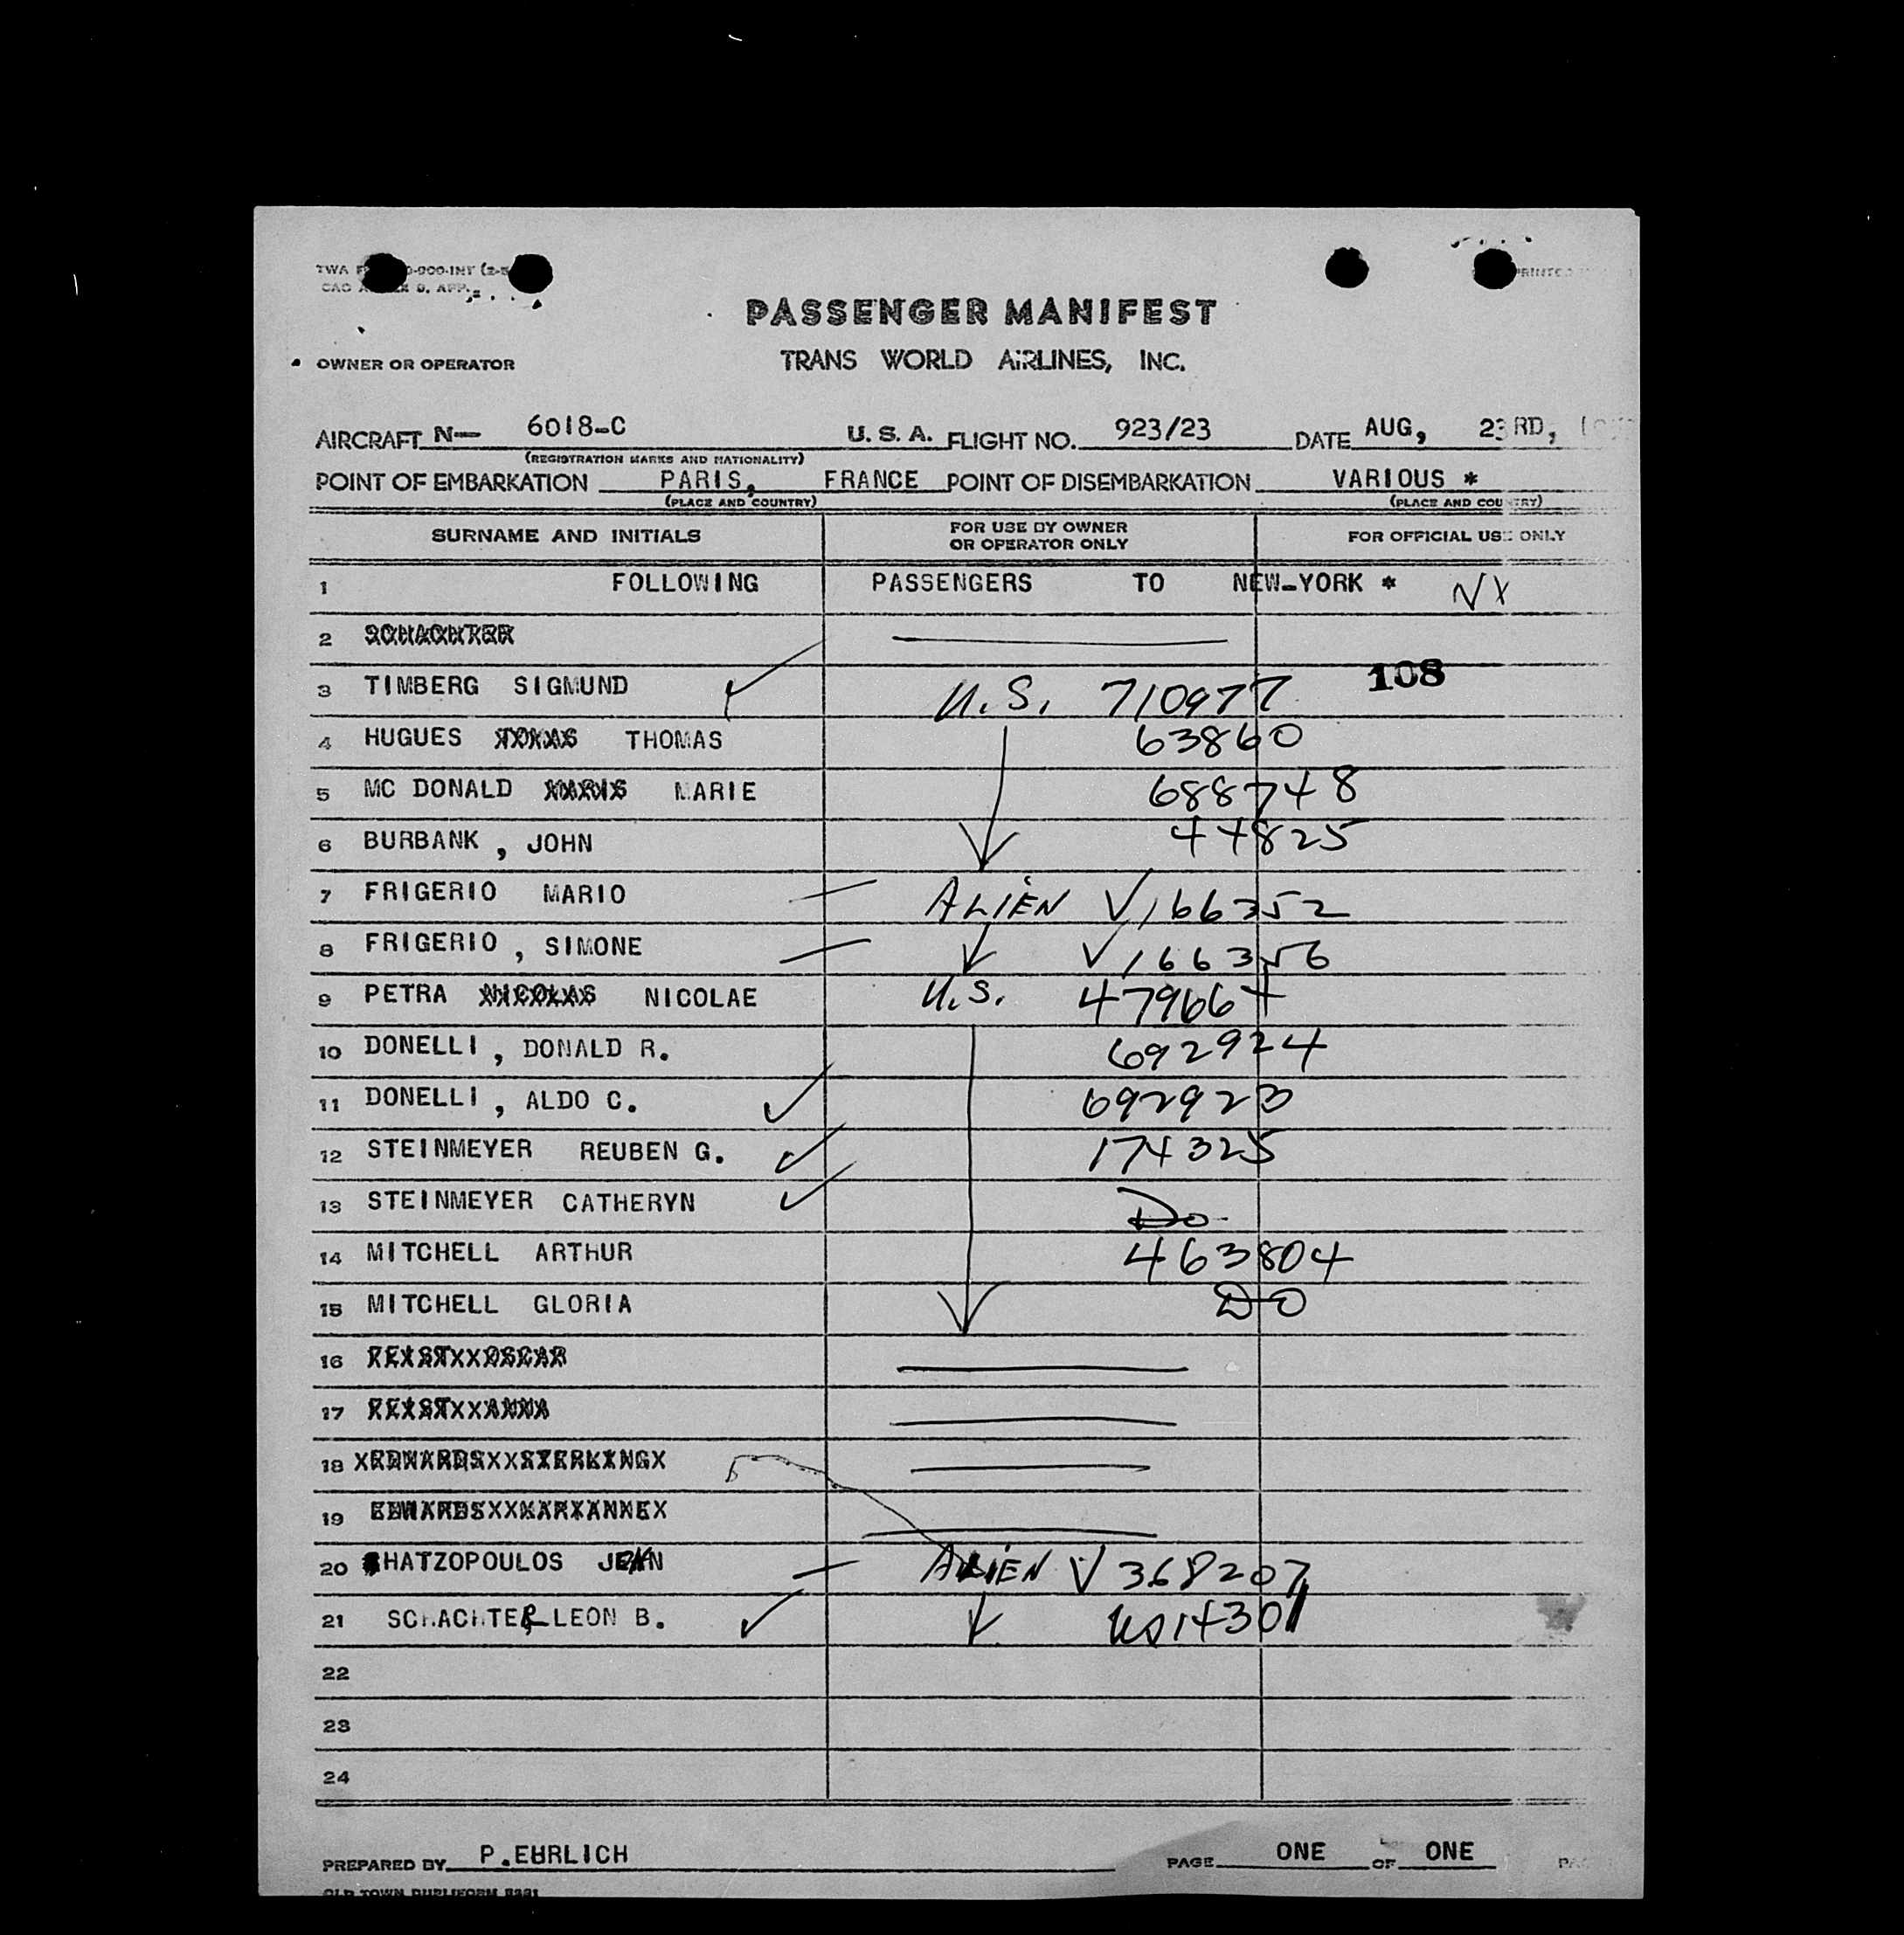 PASSENGER MANIFEST
OWNER OR OPERATOR TRANS WORLD AIRLINES, INC.
AIRCRAFT N— 6018-C U. S. A. FLIGHT NO. 923/23 DATE AUG, 23RD,
(REGISTRATION MARKS AND NATIONALITY)
POINT OF EMBARKATION PARIS, FRANCE POINT OF DISEMBARKATION VARIOUS *
(PLACE AND COUNTRY) (PLACE AND COUNTRY)
SURNAME AND INITIALS FOR USE BY OWNER OR OPERATOR ONLY FOR OFFICIAL USE ONLY
1 FOLLOWING PASSENGERS TO NEW-YORK *
2
3 TIMBERG SIGMUND U.S. 710977 108
4 HUGUES THOMAS 63860
5 MC DONALD MARIE 688748
6 BURBANK, JOHN 44825
7 FRIGERIO MARIO ALIEN V166352
8 FRIGERIO, SIMONE V166356
9 PETRA NICOLAE U.S. 479664
10 DONELLI, DONALD R. 692924
11 DONELLI, ALDO C. 692923
12 STEINMEYER REUBEN G. 174325
13 STEINMEYER CATHERYN Do
14 MITCHELL ARTHUR 463804
15 MITCHELL GLORIA DO
16
17
18
19
20 HATZOPOULOS ALIEN V 368207
21 SCHACHTER LEON B.
22
23
24
PREPARED BY P.EHRLICH PAGE ONE OF ONE